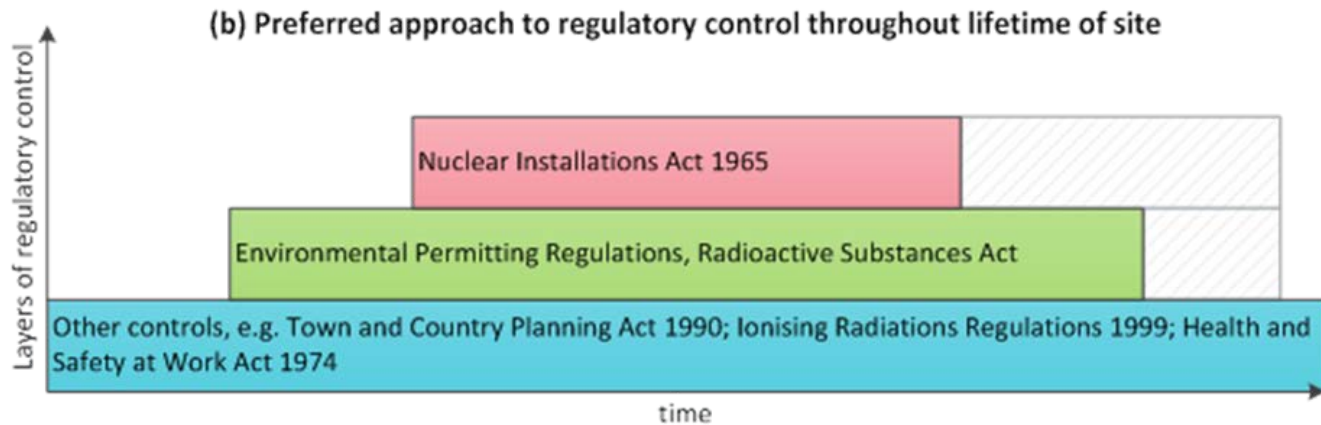 (b) Preferred approach to regulatory control throughout lifetime of site
Layers of regulatory control
Nuclear Installations Act 1965
Environmental Permitting Regulations, Radioactive Substances Act
Other controls, e.g. Town and Country Planning Act 1990; Ionising Radiations Regulations 1999; Health and
Safety at Work Act 1974
time